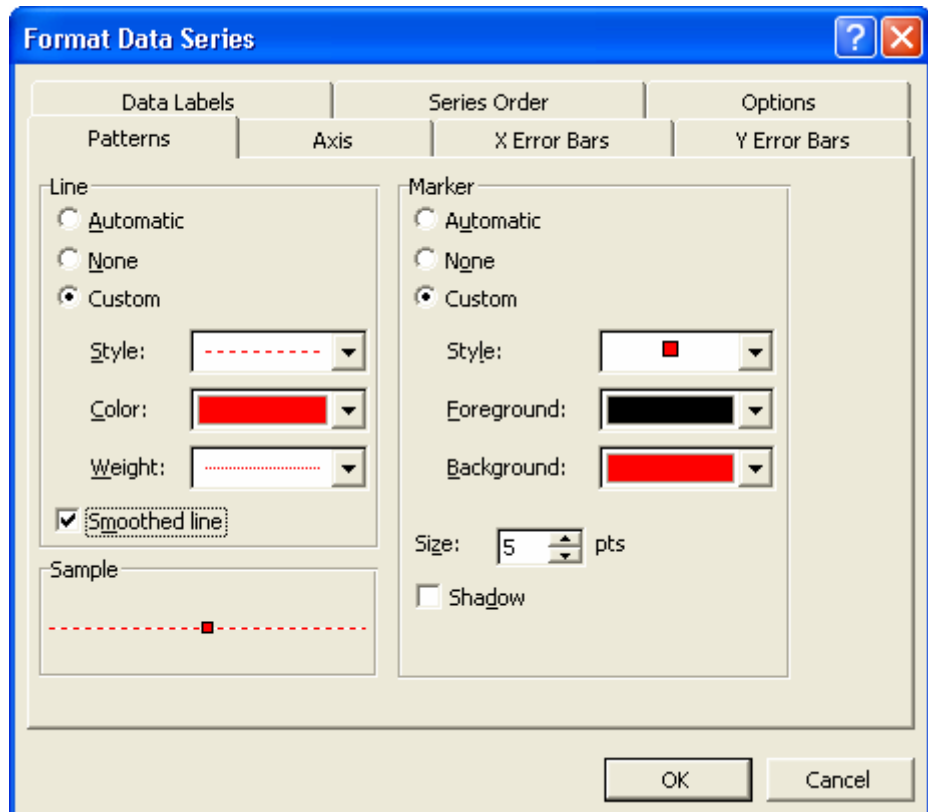 Format Data Series
Data Labels
Series Order
Options
Patterns
Axis
X Error Bars
Y Error Bars
Line
Automatic
None
Custom
Style:
Color:
Weight:
Smoothed line
Sample
Marker
Automatic
None
Custom
Style:
Foreground:
Background:
Size: 5 pts
Shadow
OK
Cancel